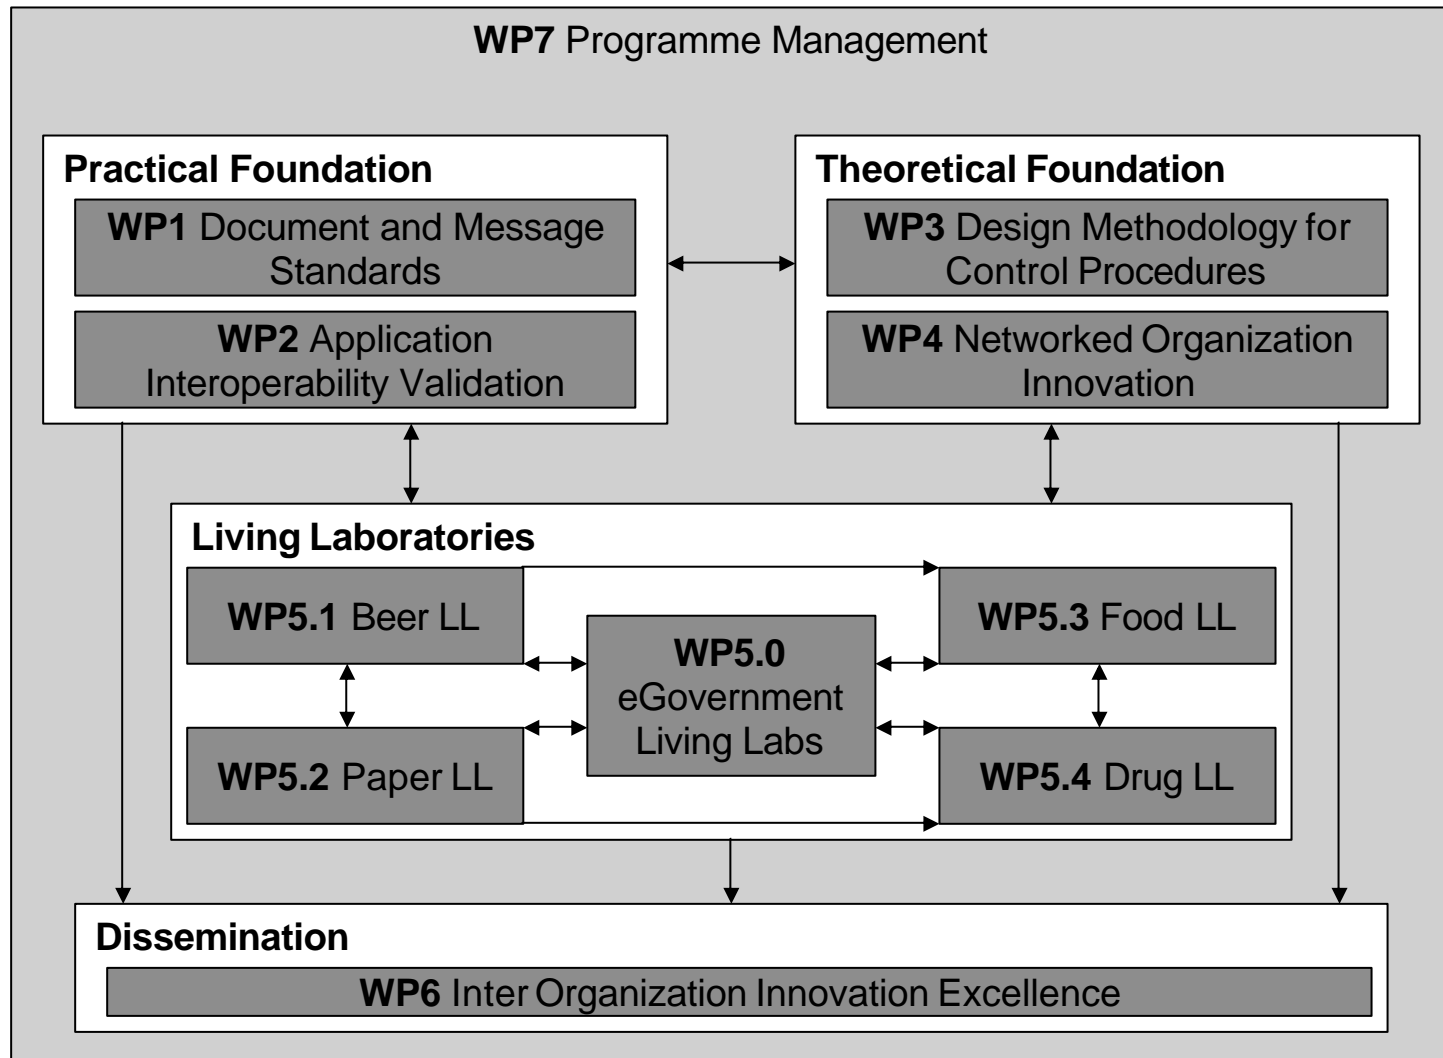 WP7 Programme Management
Practical Foundation
WP1 Document and Message
Standards
WP2 Application
Interoperability Validation
Theoretical Foundation
WP3 Design Methodology for
Control Procedures
WP4 Networked Organization
Innovation
Living Laboratories
WP5.1 Beer LL
WP5.2 Paper LL
WP5.0
eGovernment
Living Labs
WP5.3 Food LL
WP5.4 Drug LL
Dissemination
WP6 Inter Organization Innovation Excellence